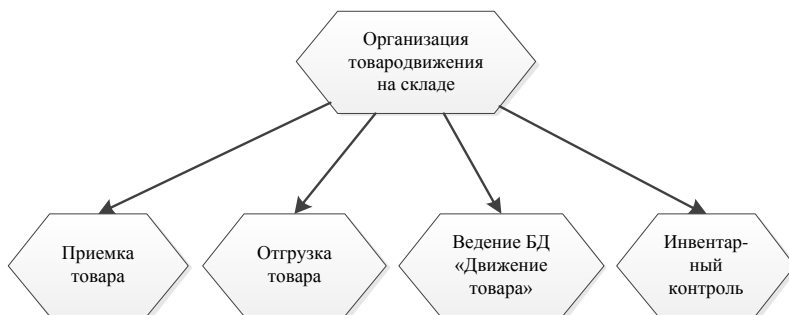 Организация
товародвижения
на складе
Приемка
товара
Отгрузка
товара
Ведение БД
«Движение
товара»
Инвентар-
ный
контроль